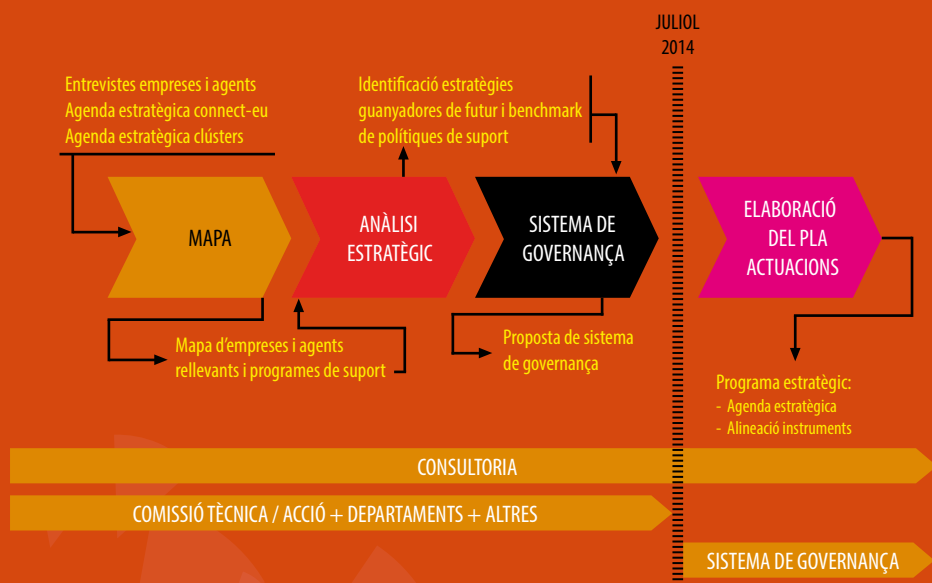 JULIOL
2014
Entrevistes empreses i agents
Agenda estratègica connect-eu
Agenda estratègica clústers
Identificació estratègies
guanyadores de futur i benchmark
de polítiques de suport
MAPA
ANÀLISI
ESTRATÈGIC
SISTEMA DE
GOVERNANÇA
ELABORACIÓ
DEL PLA
ACTUACIONS
Mapa d'empreses i agents
rellevants i programes de suport
Proposta de sistema
de governança
Programa estratègic:
- Agenda estratègica
- Alineació instruments
CONSULTORIA
COMISSIÓ TÈCNICA / ACCIÓ + DEPARTAMENTS + ALTRES
SISTEMA DE GOVERNANÇA